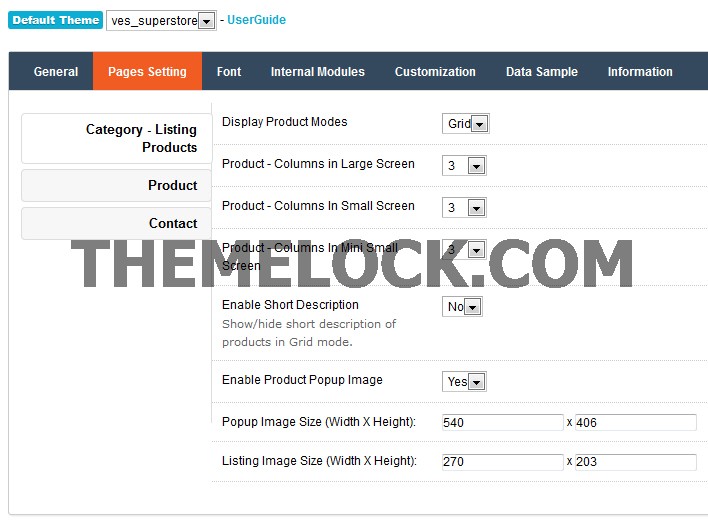 Default Theme ves_superstore - UserGuide
General Pages Setting Font Internal Modules Customization Data Sample Information
Category - Listing
Products
Product
Contact
Display Product Modes Grid
Product - Columns in Large Screen 3
Product - Columns In Small Screen 3
Product - Columns In Mini Small
Screen 3
THEMELOCK.COM
Enable Short Description No
Show/hide short description of
products in Grid mode.
Enable Product Popup Image Yes
Popup Image Size (Width X Height): 540 x 406
Listing Image Size (Width X Height): 270 x 203